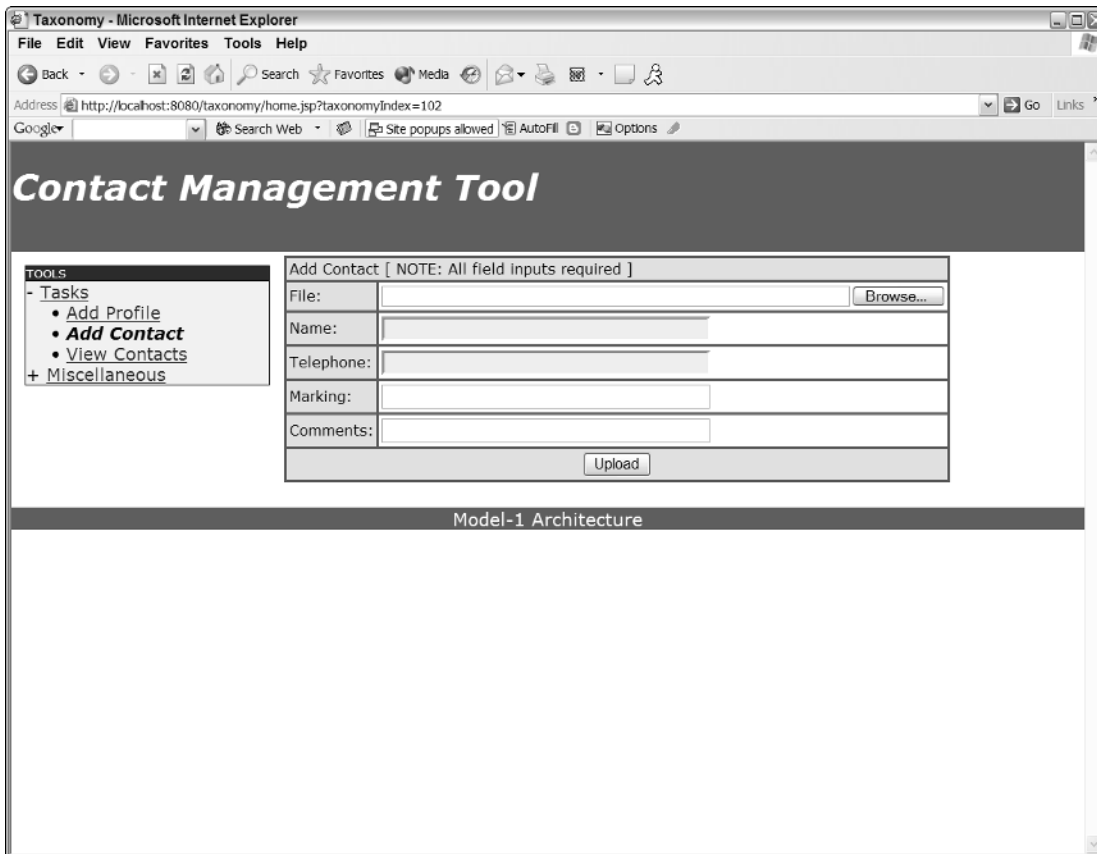 Taxonomy - Microsoft Internet Explorer
File Edit View Favorites Tools Help
Back Search Favorites Media
Address http://localhost:8080/taxonomy/home.jsp?taxonomyIndex=102 Go Links
Google Search Web Site popups allowed AutoFill Options
Contact Management Tool
TOOLS
- Tasks
• Add Profile
• Add Contact
• View Contacts
+ Miscellaneous
Add Contact [ NOTE: All field inputs required ]
File: Browse...
Name:
Telephone:
Marking:
Comments:
Upload
Model-1 Architecture